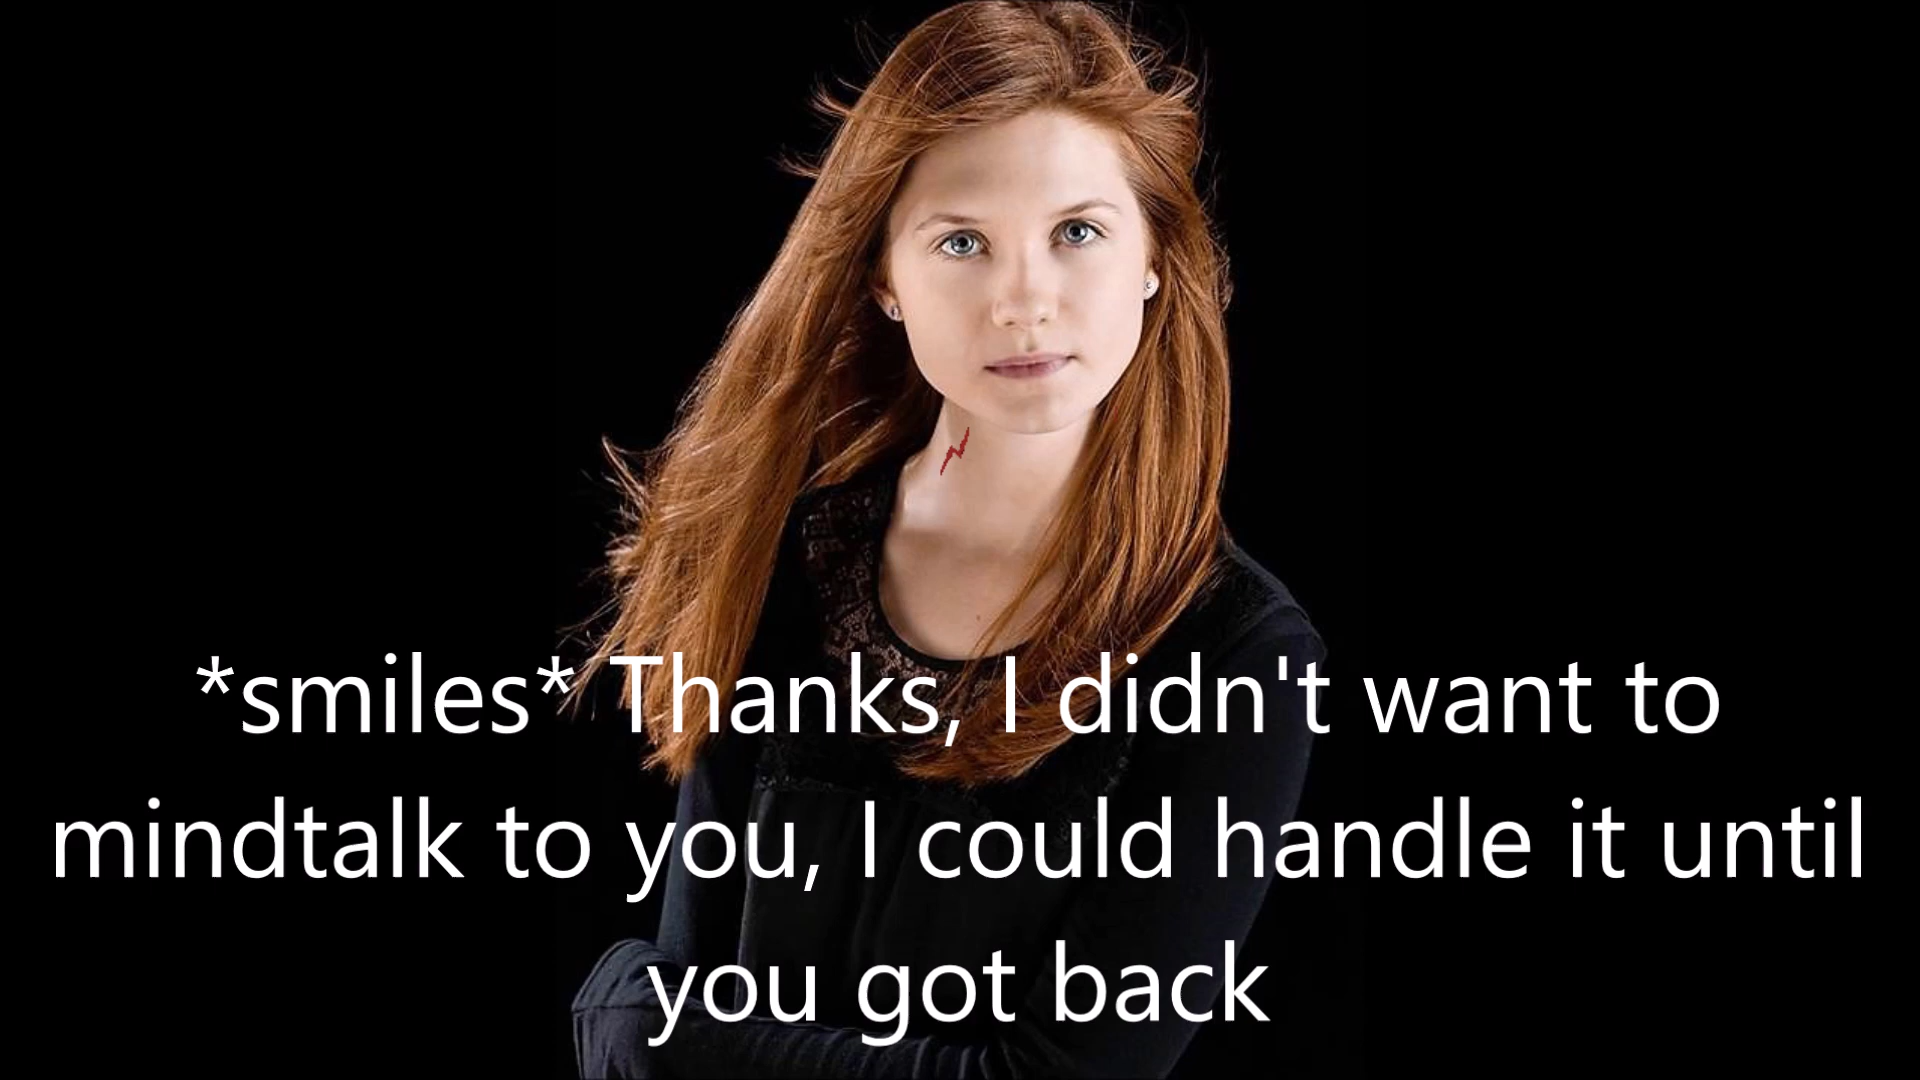 *smiles* Thanks, I didn't want to
mindtalk to you, I could handle it until
you got back